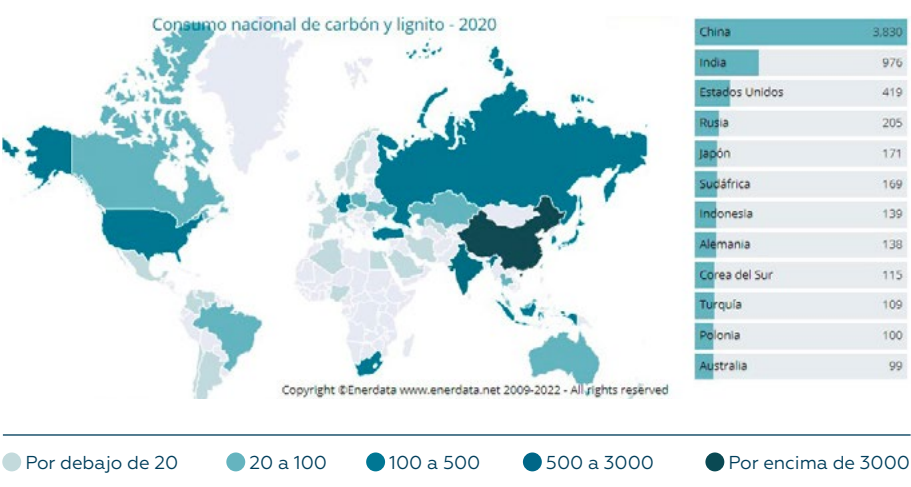 Consumo nacional de carbón y lignito - 2020
China 3,830
India 976
Estados Unidos 419
Rusia 205
Japón 171
Sudáfrica 169
Indonesia 139
Alemania 138
Corea del Sur 115
Turquía 109
Polonia 100
Australia 99
Copyright ©Enerdata www.enerdata.net 2009-2022 - All rights reserved
Por debajo de 20 20 a 100 100 a 500 500 a 3000 Por encima de 3000